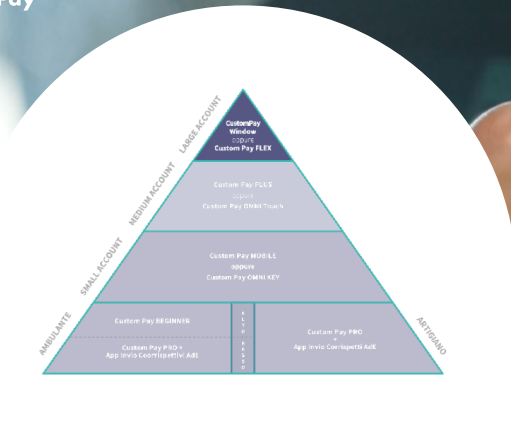 Pay
LARGE ACCOUNT
CustomPay
Window
oppure
Custom Pay FLEX
MEDIUM ACCOUNT
Custom Pay PLUS
oppure
Custom Pay OMNI Touch
SMALL ACCOUNT
Custom Pay MOBILE
oppure
Custom Pay OMNI KEY
AMBULANTE
Custom Pay BEGINNER
Custom Pay PRO +
App Invio Coorrispettivi AdE
Custom Pay PRO
+
App Invio Corrispetti AdE
ARTIGIANO